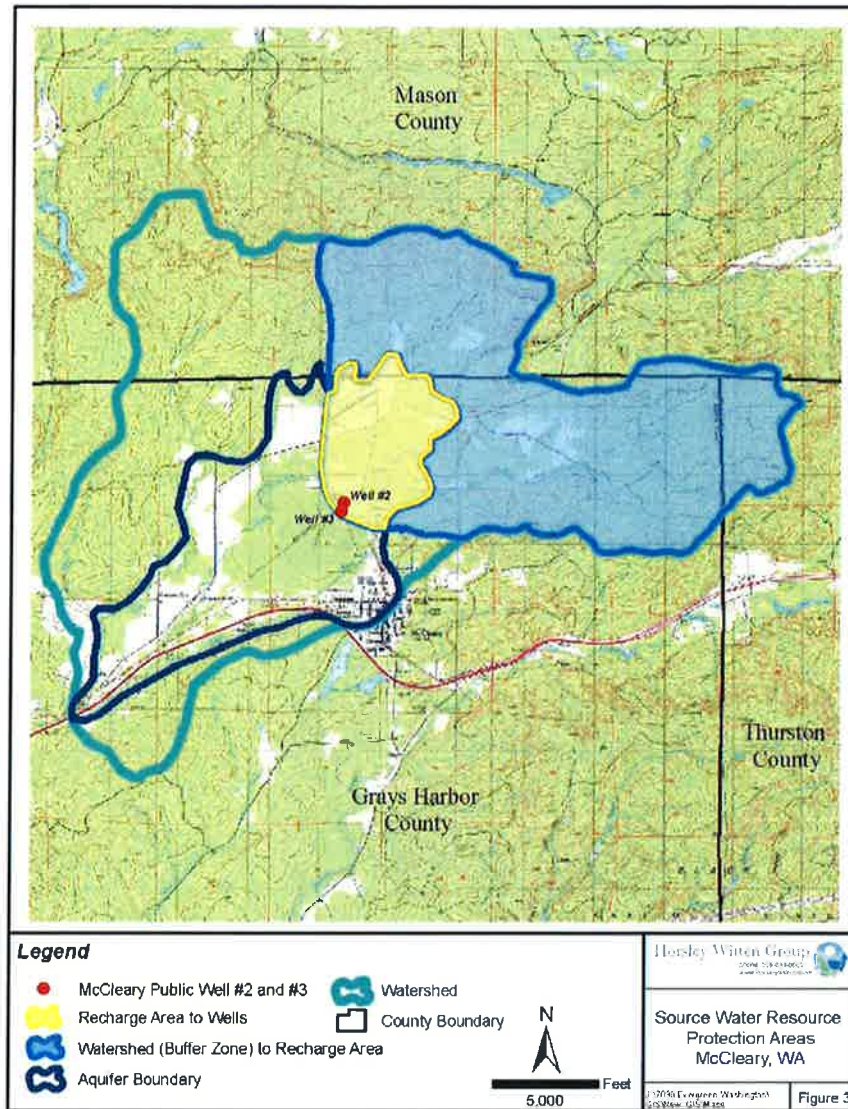 Mason
County
Well #2
Well #3
Thurston
County
Grays Harbor
County
Legend
McCleary Public Well #2 and #3
Recharge Area to Wells
Watershed (Buffer Zone) to Recharge Area
Aquifer Boundary
Watershed
County Boundary
N
Feet
5,000
Horsley Witten Group
Source Water Resource
Protection Areas
McCleary, WA
Figure 3